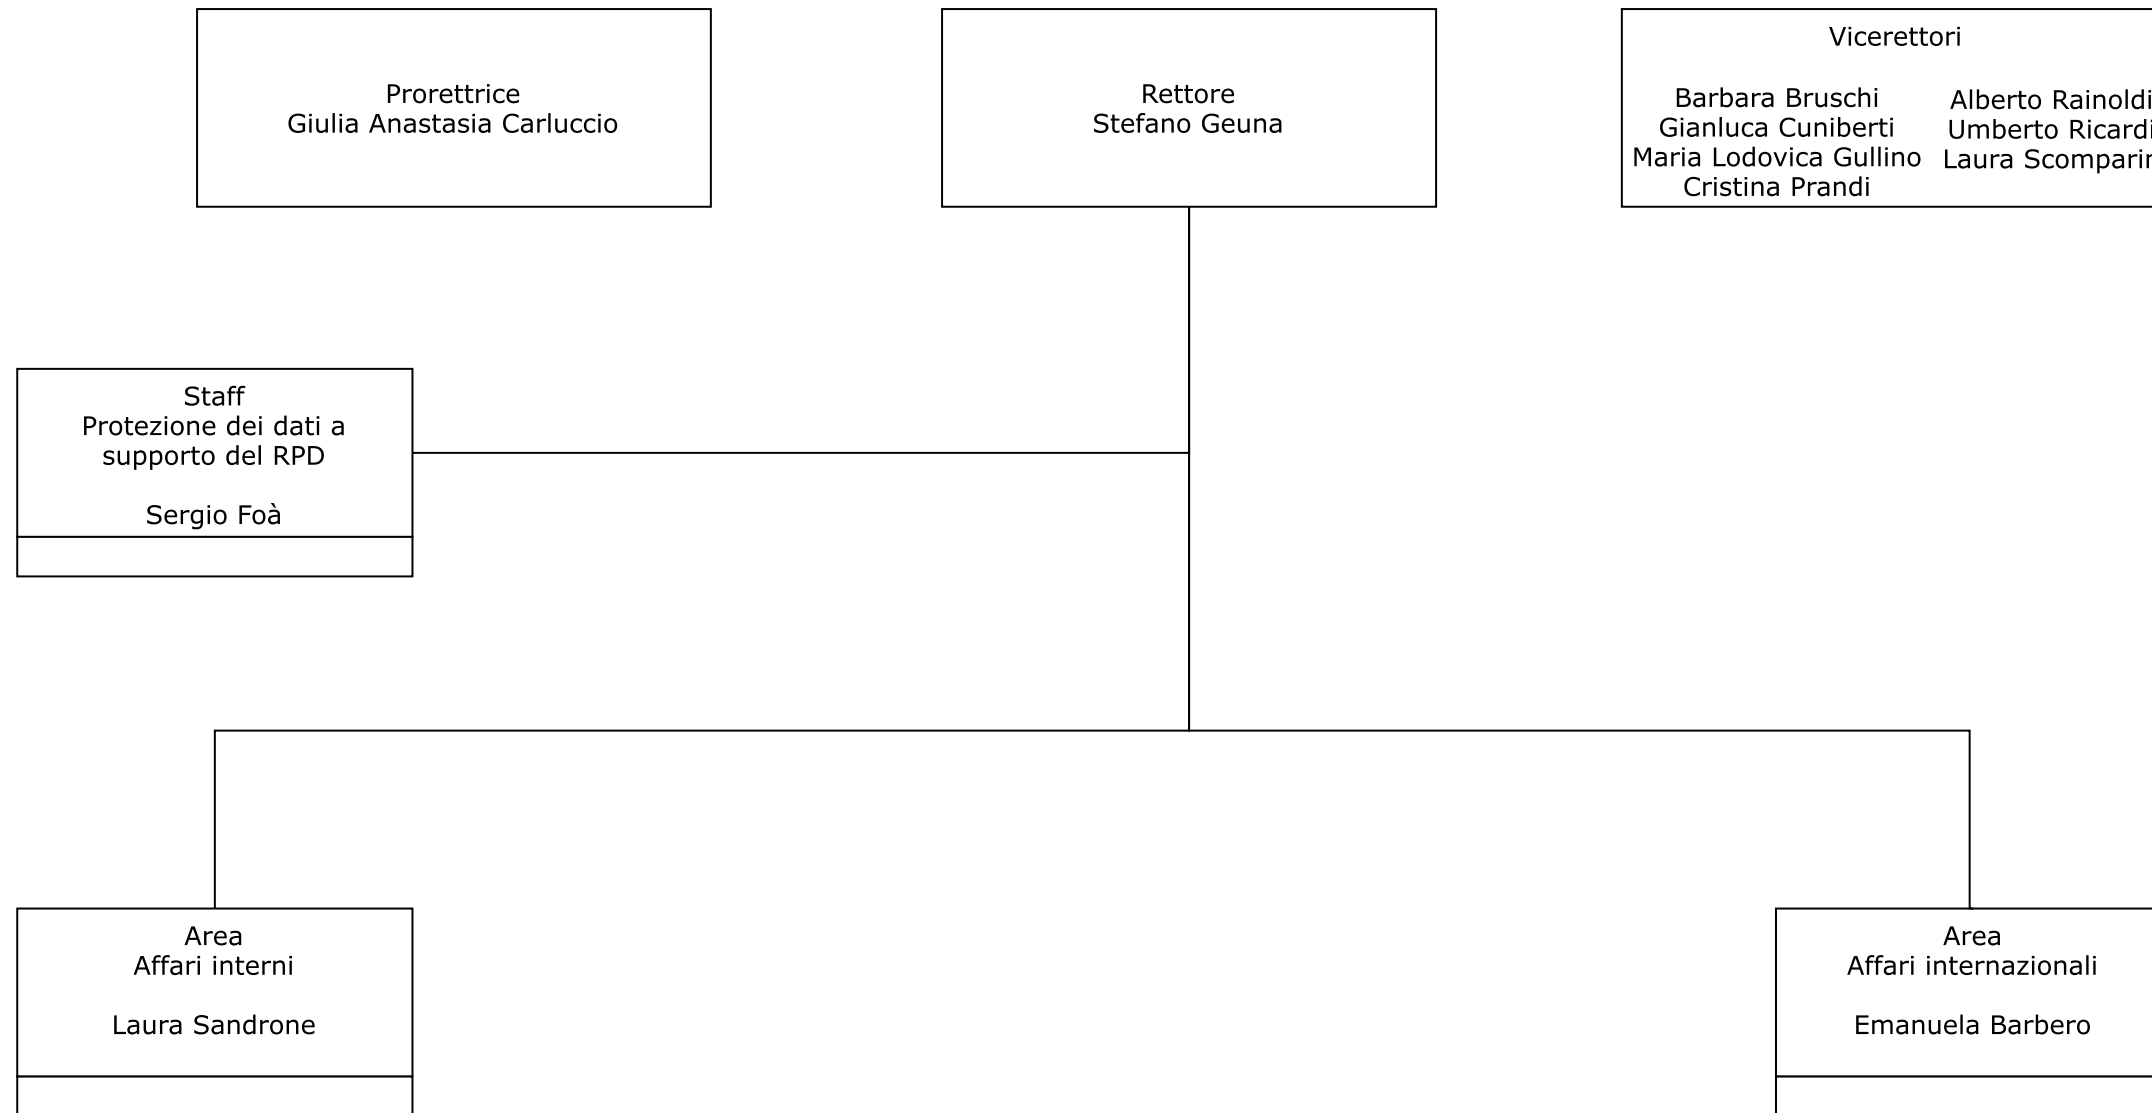 Prorettrice
Giulia Anastasia Carluccio
Rettore
Stefano Geuna
Vicerettori
Barbara Bruschi
Gianluca Cuniberti
Maria Lodovica Gullino
Cristina Prandi
Alberto Rainoldi
Umberto Ricardi
Laura
Staff
Protezione dei dati a
supporto del RPD
Sergio Foà
Area
Affari interni
Laura Sandrone
Area
Affari internazionali
Emanuela Barbero